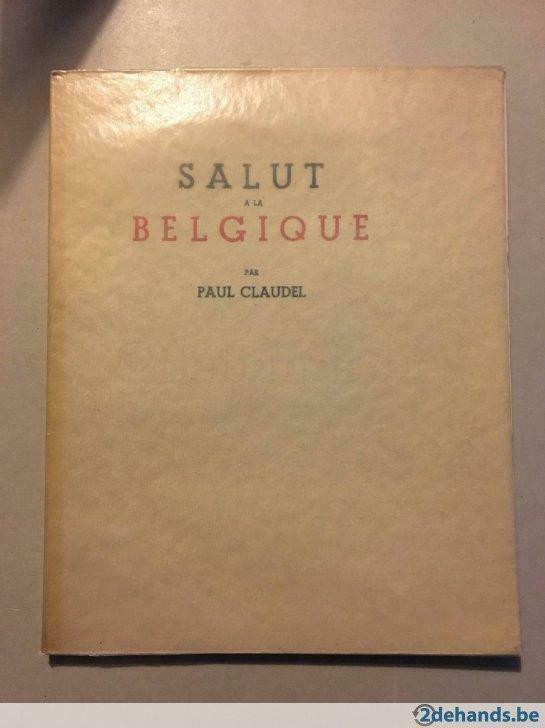 SALUT
A LA
BELGIQUE
PAR
PAUL CLAUDEL
2dehands.be